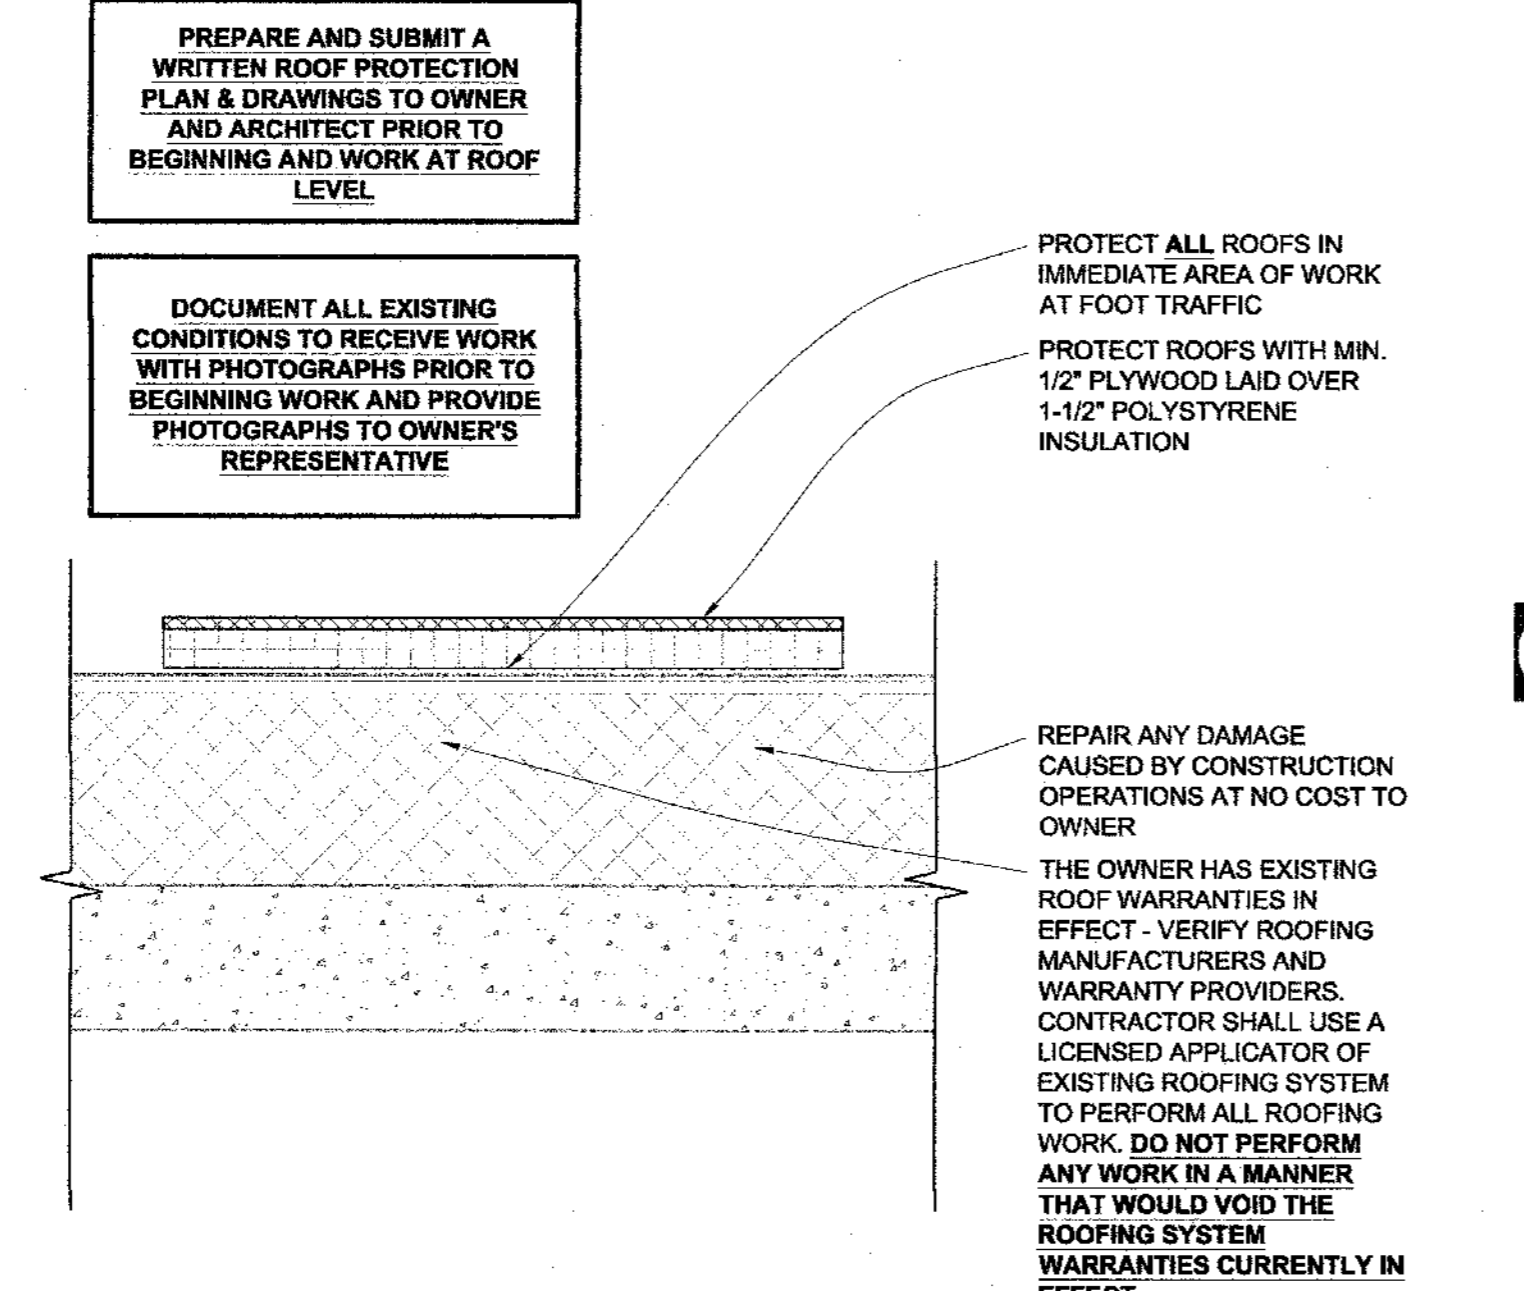 PREPARE AND SUBMIT A
WRITTEN ROOF PROTECTION
PLAN & DRAWINGS TO OWNER
AND ARCHITECT PRIOR TO
BEGINNING AND WORK AT ROOF
LEVEL
DOCUMENT ALL EXISTING
CONDITIONS TO RECEIVE WORK
WITH PHOTOGRAPHS PRIOR TO
BEGINNING WORK AND PROVIDE
PHOTOGRAPHS TO OWNER'S
REPRESENTATIVE
PROTECT ALL ROOFS IN
IMMEDIATE AREA OF WORK
AT FOOT TRAFFIC
PROTECT ROOFS WITH MIN.
1/2" PLYWOOD LAID OVER
1-1/2" POLYSTYRENE
INSULATION
REPAIR ANY DAMAGE
CAUSED BY CONSTRUCTION
OPERATIONS AT NO COST TO
OWNER
THE OWNER HAS EXISTING
ROOF WARRANTIES IN
EFFECT - VERIFY ROOFING
MANUFACTURERS AND
WARRANTY PROVIDERS.
CONTRACTOR SHALL USE A
LICENSED APPLICATOR OF
EXISTING ROOFING SYSTEM
TO PERFORM ALL ROOFING
WORK. DO NOT PERFORM
ANY WORK IN A MANNER
THAT WOULD VOID THE
ROOFING SYSTEM
WARRANTIES CURRENTLY IN